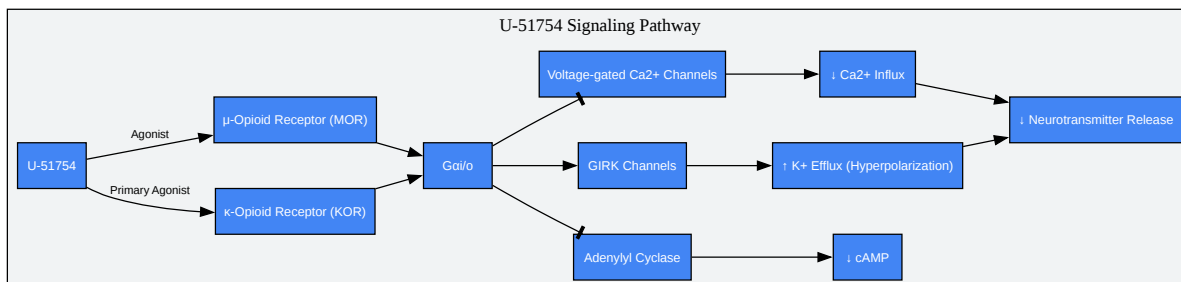 U-51754 Signaling Pathway
Voltage-gated Ca2+ Channels
↓ Ca2+ Influx
μ-Opioid Receptor (MOR)
↓ Neurotransmitter Release
Agonist
U-51754
Gαi/o
GIRK Channels
↑ K+ Efflux (Hyperpolarization)
Primary Agonist
κ-Opioid Receptor (KOR)
Adenylyl Cyclase
↓ cAMP